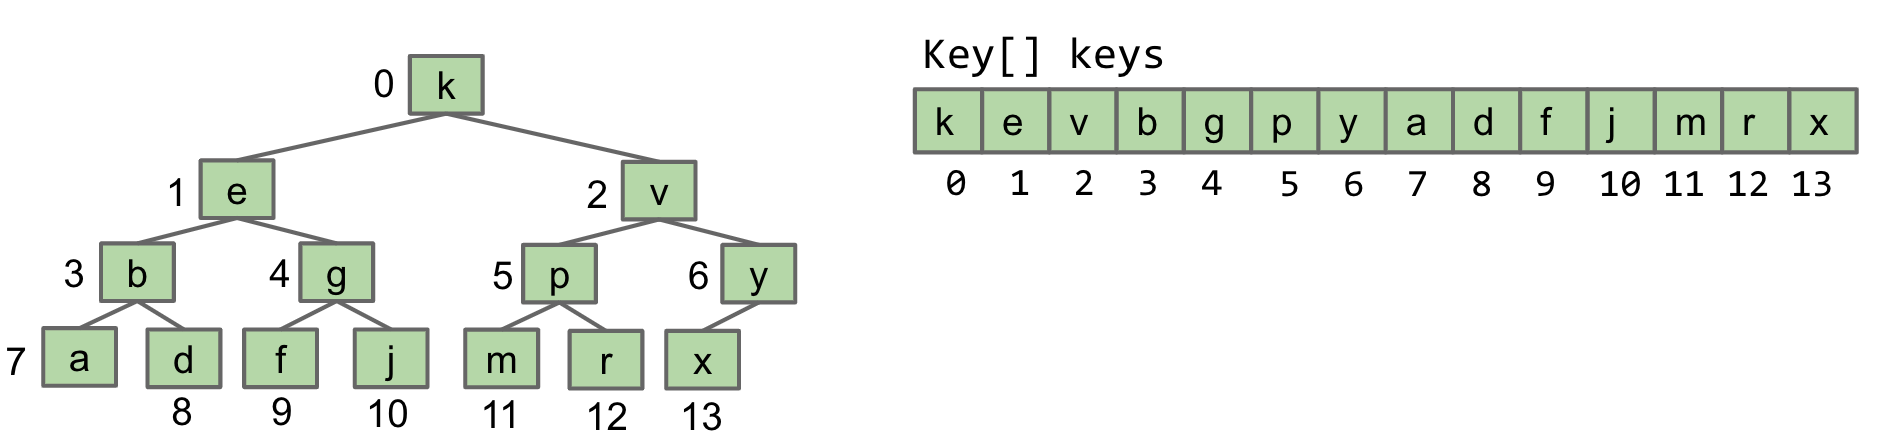 0 k
1 e
2 v
3 b
4 g
5 p
6 y
7 a d f j m r x
8 9 10 11 12 13
Key[] keys
k e v b g p y a d f j m r x
0 1 2 3 4 5 6 7 8 9 10 11 12 13